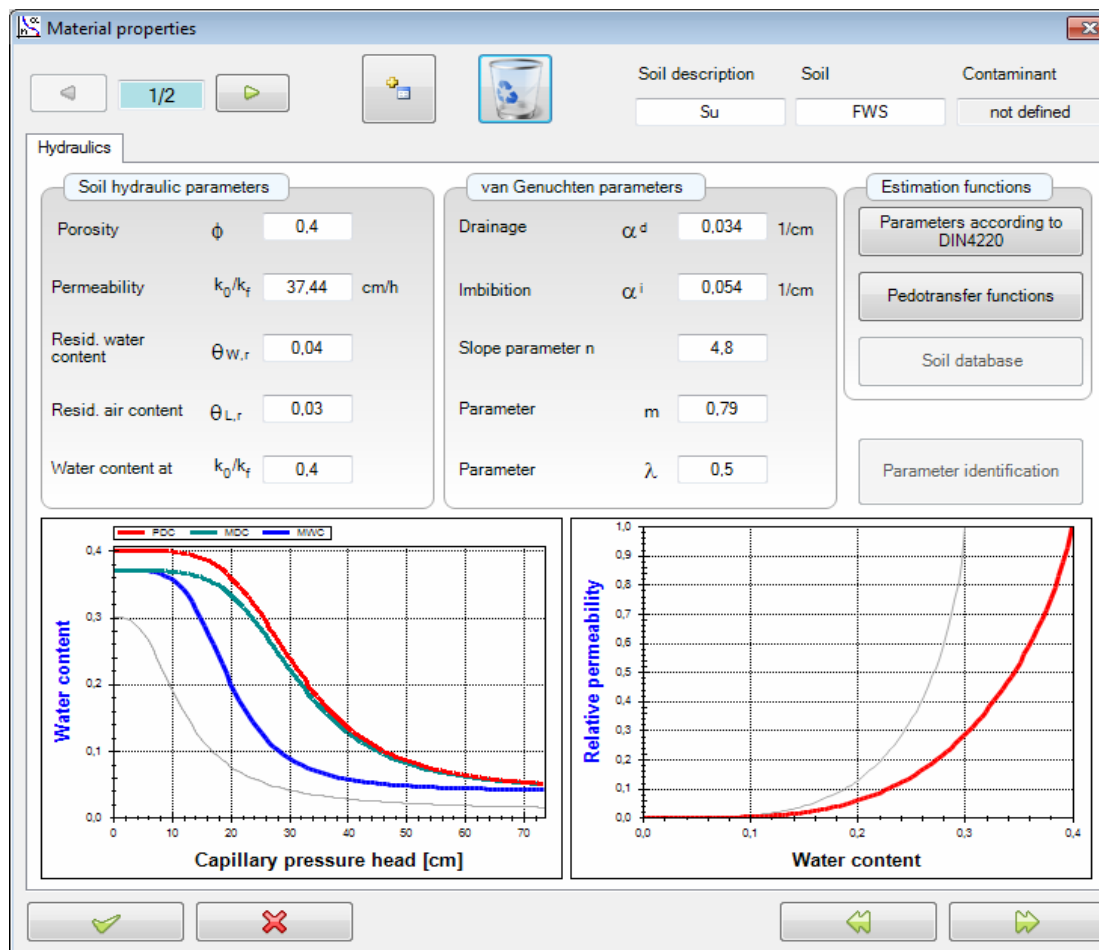 Material properties
1/2
Soil description
Soil
Contaminant
Su
FWS
not defined
Hydraulics
Soil hydraulic parameters
Porosity ϕ 0,4
Permeability k0/kf 37,44 cm/h
Resid. water
content θW,r 0,04
Resid. air content θL,r 0,03
Water content at k0/kf 0,4
van Genuchten parameters
Drainage αd 0,034 1/cm
Imbibition αi 0,054 1/cm
Slope parameter n 4,8
Parameter m 0,79
Parameter λ 0,5
Estimation functions
Parameters according to
DIN4220
Pedotransfer functions
Soil database
Parameter identification
PDC MDC MWC
0,4
0,3
0,2
0,1
0,0
Water content
0 10 20 30 40 50 60 70
Capillary pressure head [cm]
1,0
0,9
0,8
0,7
0,6
0,5
0,4
0,3
0,2
0,1
0,0
Relative permeability
0,0 0,1 0,2 0,3 0,4
Water content